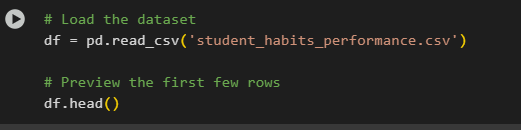 # Load the dataset
df = pd.read_csv('student_habits_performance.csv')
# Preview the first few rows
df.head()